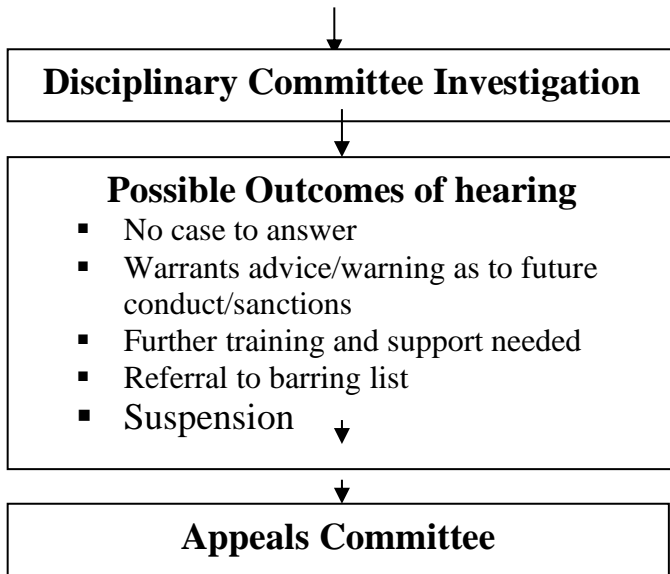 Disciplinary Committee Investigation
Possible Outcomes of hearing
▪ No case to answer
▪ Warrants advice/warning as to future
conduct/sanctions
▪ Further training and support needed
▪ Referral to barring list
▪ Suspension
Appeals Committee